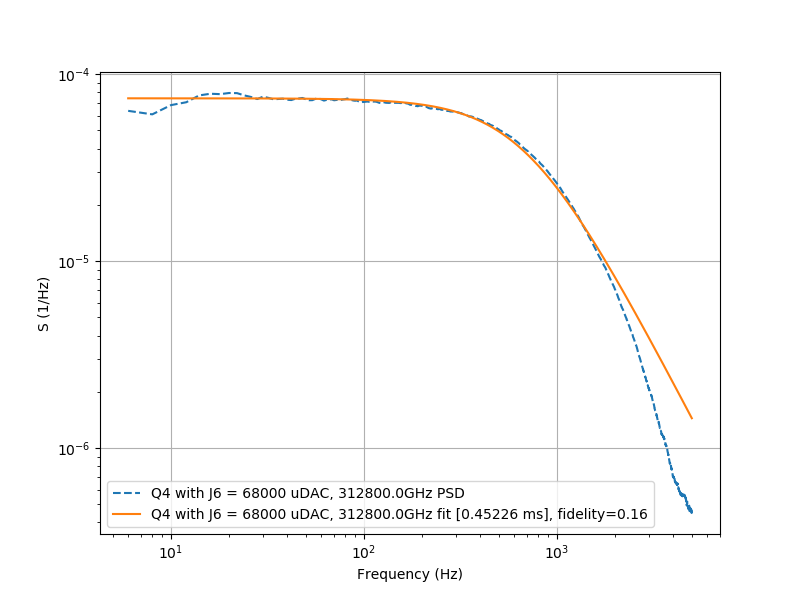 10⁻⁴
10⁻⁵
10⁻⁶
S (1/Hz)
10¹
10²
10³
Frequency (Hz)
Q4 with J6 = 68000 uDAC, 312800.0GHz PSD
Q4 with J6 = 68000 uDAC, 312800.0GHz fit [0.45226 ms], fidelity=0.16